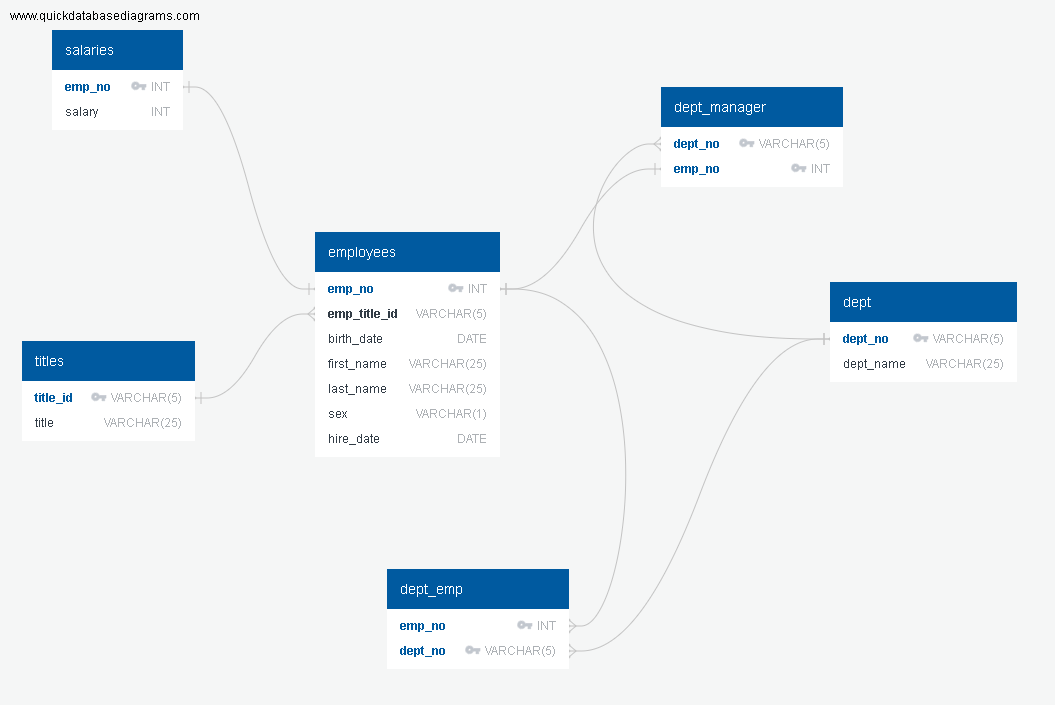 www.quickdatabasediagrams.com
salaries
emp_no INT
salary INT
dept_manager
dept_no VARCHAR(5)
emp_no INT
employees
emp_no INT
emp_title_id VARCHAR(5)
birth_date DATE
first_name VARCHAR(25)
last_name VARCHAR(25)
sex VARCHAR(1)
hire_date DATE
dept
dept_no VARCHAR(5)
dept_name VARCHAR(25)
titles
title_id VARCHAR(5)
title VARCHAR(25)
dept_emp
emp_no INT
dept_no VARCHAR(5)